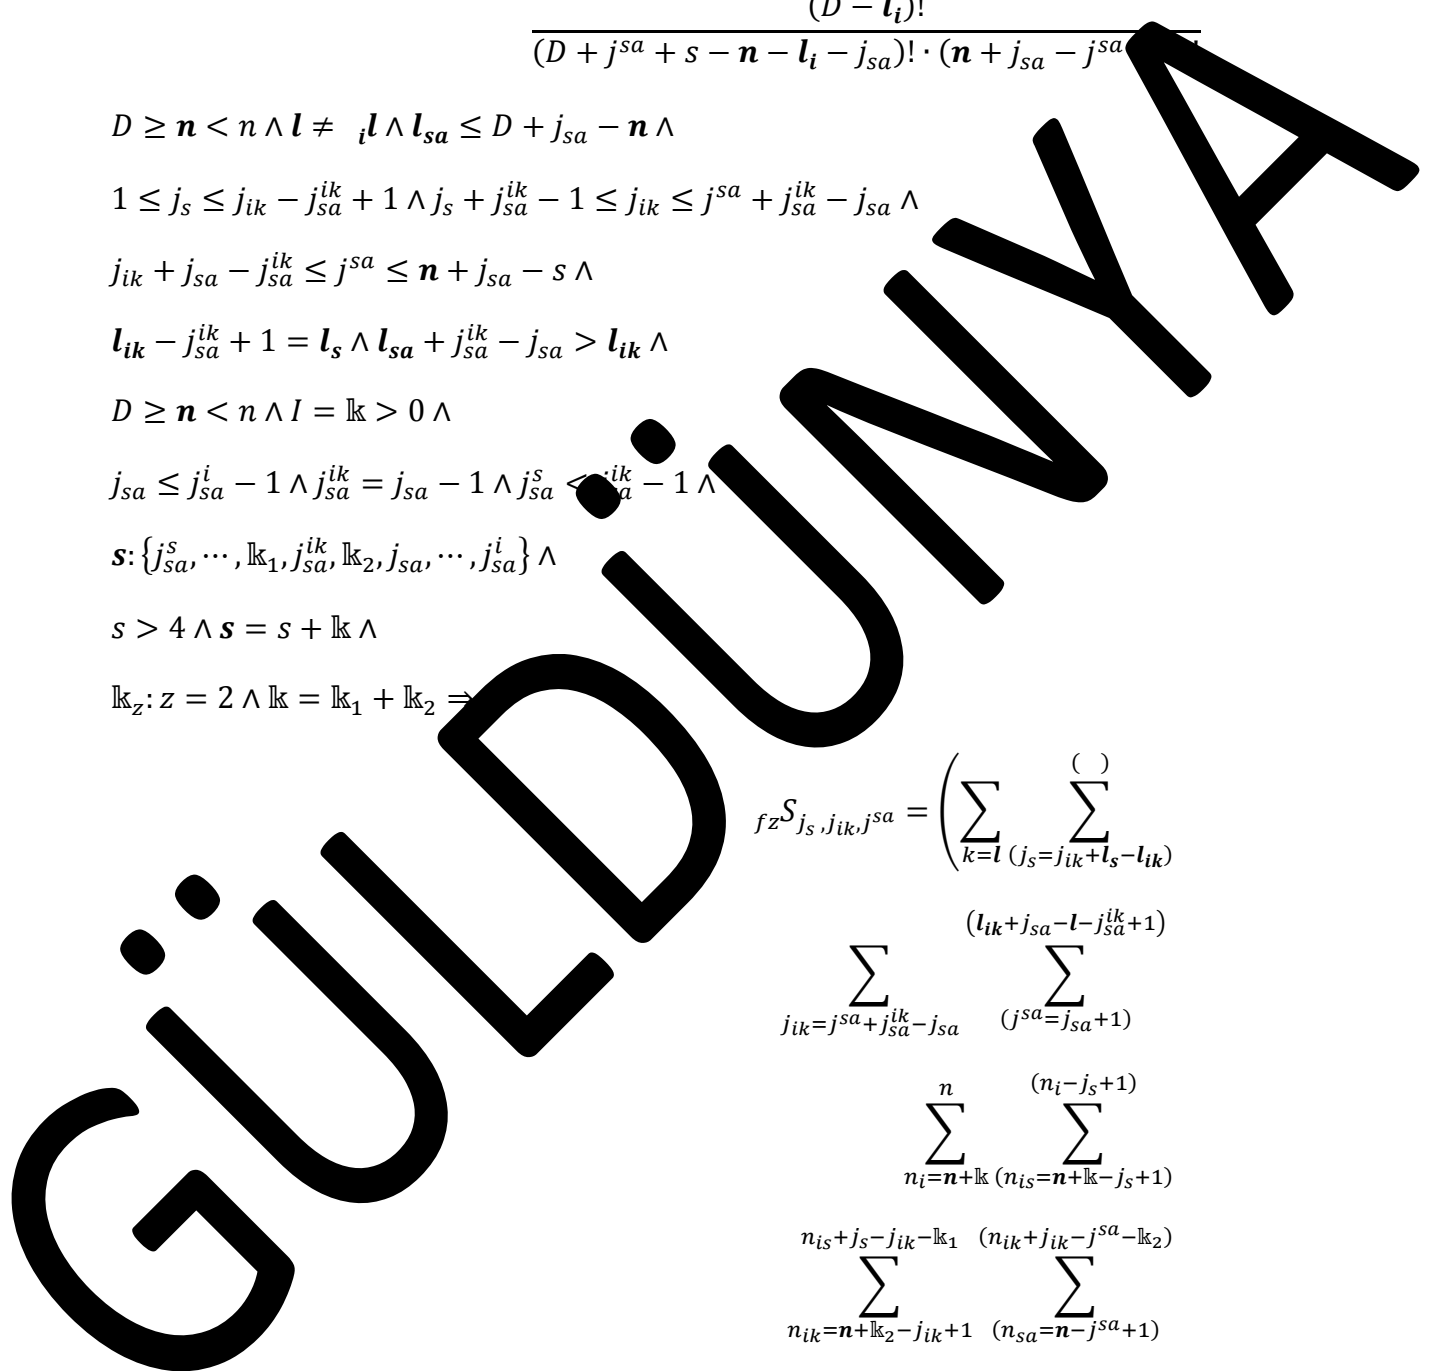 (D − l_i)!
(D + j^{sa} + s − n − l_i − j_{sa})! · (n + j_{sa} − j^{sa}
D ≥ n < n ∧ l ≠ _il ∧ l_{sa} ≤ D + j_{sa} − n ∧
1 ≤ j_s ≤ j_{ik} − j_{sa}^{ik} + 1 ∧ j_s + j_{sa}^{ik} − 1 ≤ j_{ik} ≤ j^{sa} + j_{sa}^{ik} − j_{sa} ∧
j_{ik} + j_{sa} − j_{sa}^{ik} ≤ j^{sa} ≤ n + j_{sa} − s ∧
l_{ik} − j_{sa}^{ik} + 1 = l_s ∧ l_{sa} + j_{sa}^{ik} − j_{sa} > l_{ik} ∧
D ≥ n < n ∧ I = 𝕜 > 0 ∧
j_{sa} ≤ j_{sa}^i − 1 ∧ j_{sa}^{ik} = j_{sa} − 1 ∧ j_{sa}^s < j_{sa}^{ik} − 1 ∧
s: {j_{sa}^s, ⋯ , 𝕜_1, j_{sa}^{ik}, 𝕜_2, j_{sa}, ⋯ , j_{sa}^i} ∧
s > 4 ∧ s = s + 𝕜 ∧
𝕜_z: z = 2 ∧ 𝕜 = 𝕜_1 + 𝕜_2 ⇒
_{fz}S_{j_s ,j_{ik},j^{sa}} = ( ∑_{k=l} ∑_{(j_s=j_{ik}+l_s−l_{ik})}^{( )}
∑_{j_{ik}=j^{sa}+j_{sa}^{ik}−j_{sa}} ∑_{(j^{sa}=j_{sa}+1)}^{(l_{ik}+j_{sa}−l−j_{sa}^{ik}+1)}
∑_{n_i=n+𝕜}^{n} ∑_{(n_{is}=n+𝕜−j_s+1)}^{(n_i−j_s+1)}
∑_{n_{ik}=n+𝕜_2−j_{ik}+1}^{n_{is}+j_s−j_{ik}−𝕜_1} ∑_{(n_{sa}=n−j^{sa}+1)}^{(n_{ik}+j_{ik}−j^{sa}−𝕜_2)}
GÜLDÜNYA